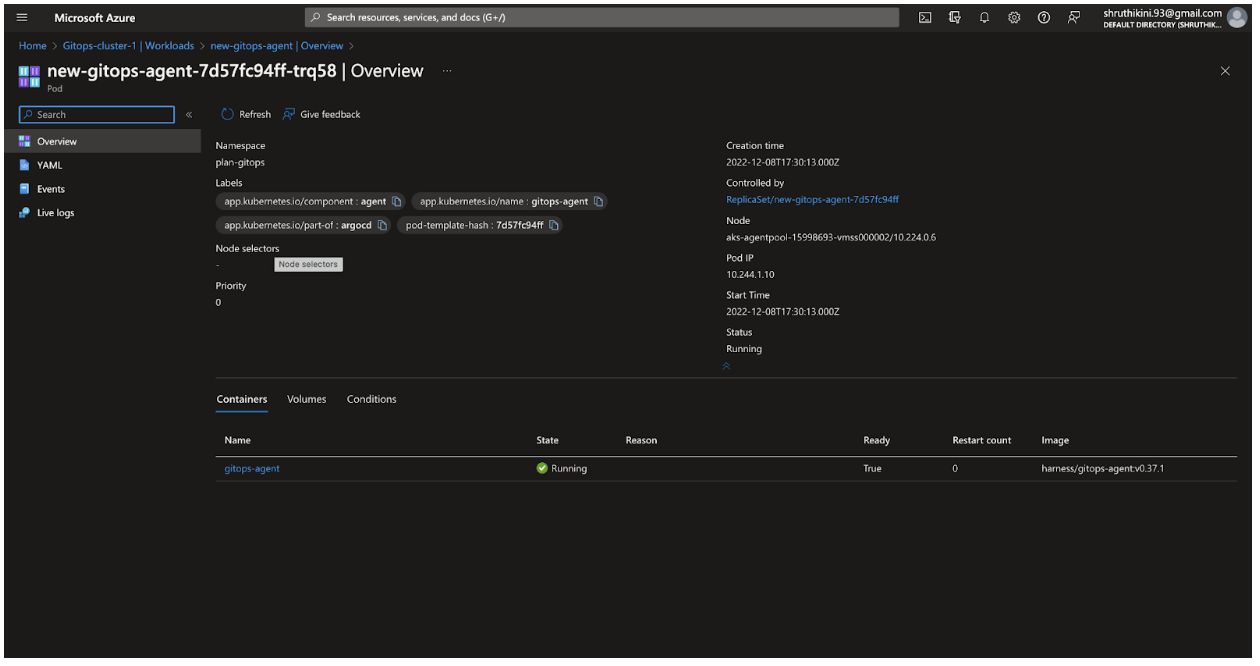 Microsoft Azure
Search resources, services, and docs (G+/)
shruthikini.93@gmail.com
DEFAULT DIRECTORY (SHRUTHIK...
Home > Gitops-cluster-1 | Workloads > new-gitops-agent | Overview >
new-gitops-agent-7d57fc94ff-trq58 | Overview ...
Pod
Search «
Refresh Give feedback
Overview
YAML
Events
Live logs
Namespace
plan-gitops
Labels
app.kubernetes.io/component : agent app.kubernetes.io/name : gitops-agent
app.kubernetes.io/part-of : argocd pod-template-hash : 7d57fc94ff
Node selectors
- Node selectors
Priority
0
Creation time
2022-12-08T17:30:13.000Z
Controlled by
ReplicaSet/new-gitops-agent-7d57fc94ff
Node
aks-agentpool-15998693-vmss000002/10.224.0.6
Pod IP
10.244.1.10
Start Time
2022-12-08T17:30:13.000Z
Status
Running
Containers Volumes Conditions
Name State Reason Ready Restart count Image
gitops-agent Running True 0 harness/gitops-agent:v0.37.1